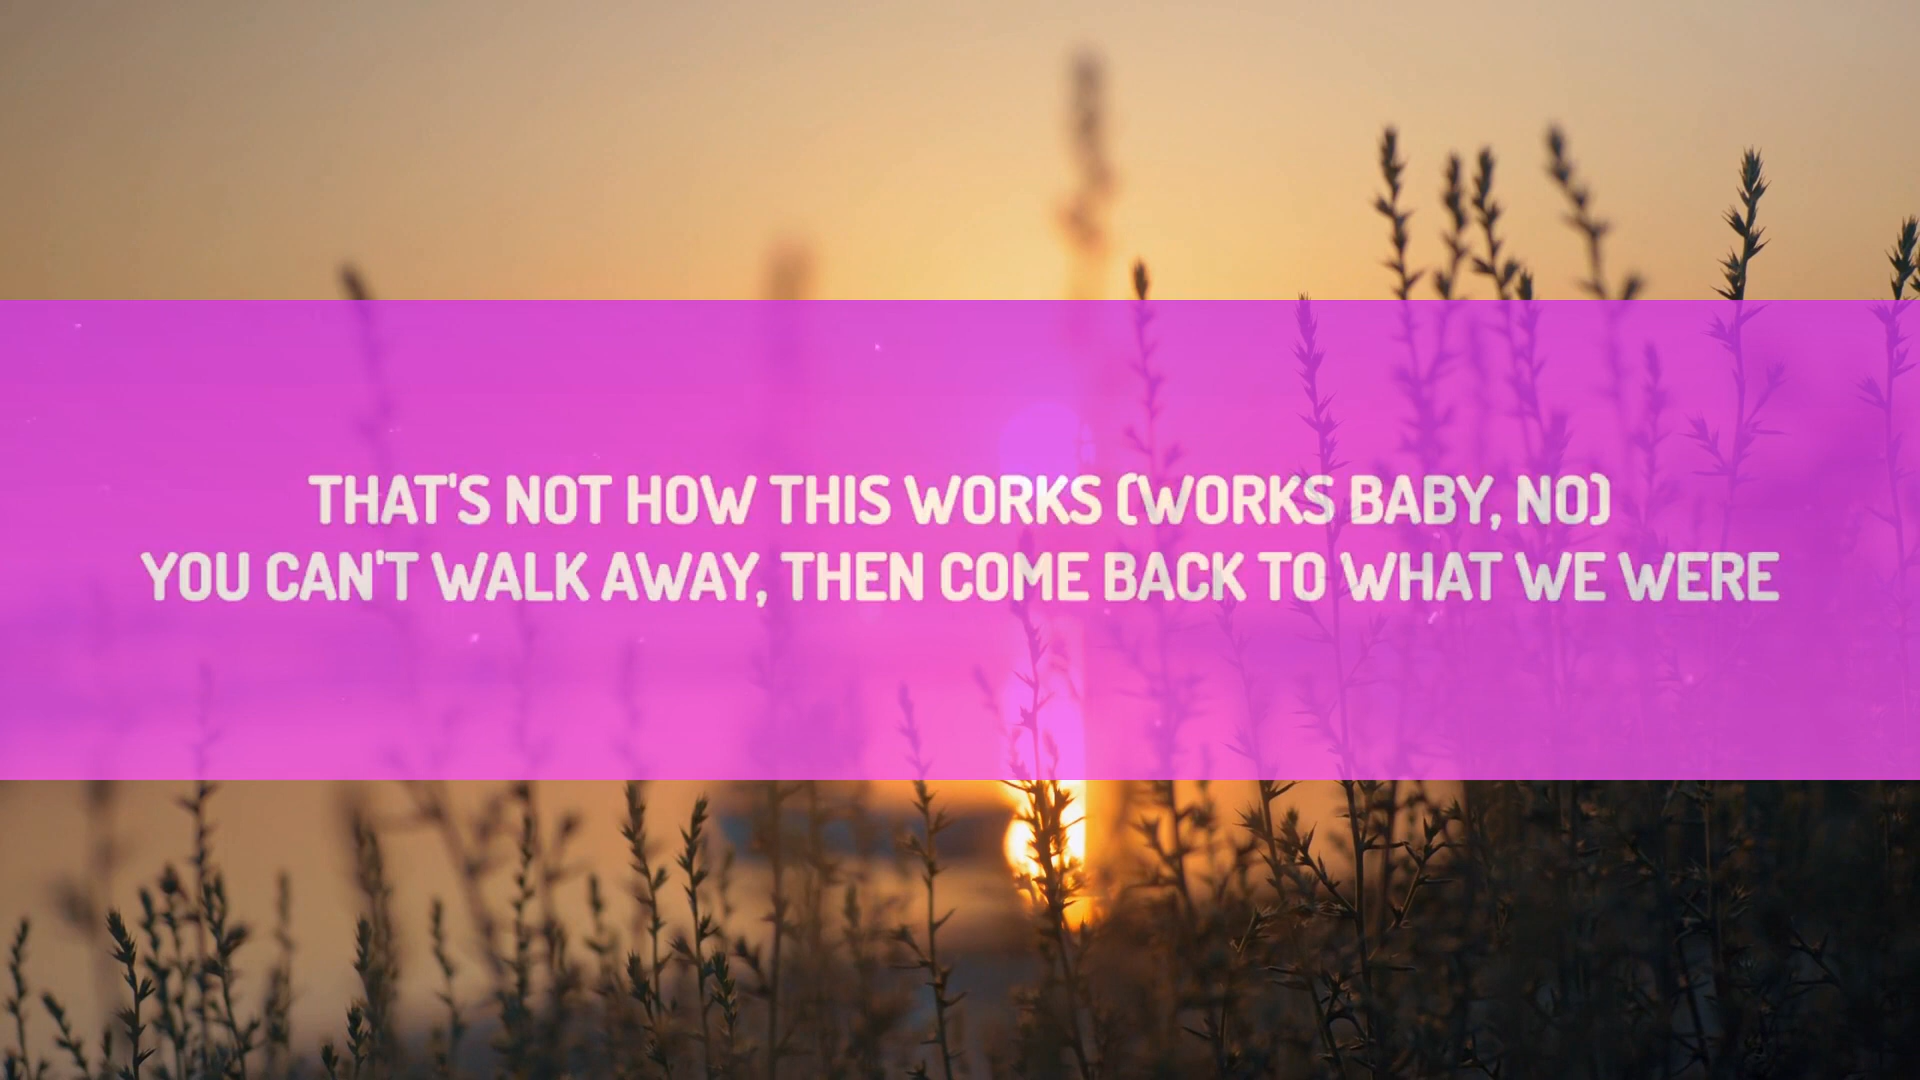 THAT'S NOT HOW THIS WORKS (WORKS BABY, NO)
YOU CAN'T WALK AWAY, THEN COME BACK TO WHAT WE WERE